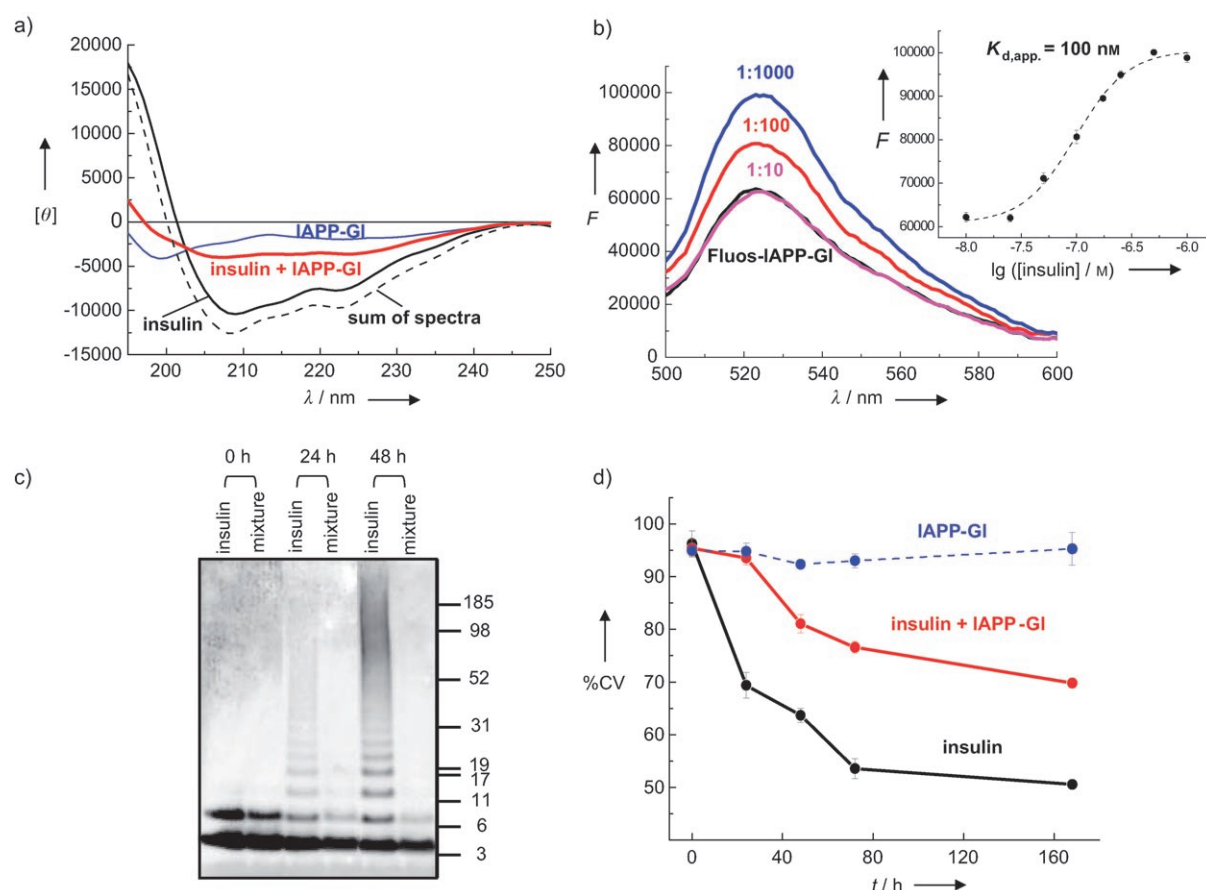 a)
20000
15000
10000
5000
0
-5000
-10000
-15000
[θ]
IAPP-GI
insulin + IAPP-GI
insulin
sum of spectra
200 210 220 230 240 250
λ / nm
b)
100000
80000
60000
40000
20000
0
F
1:1000
1:100
1:10
Fluos-IAPP-GI
500 520 540 560 580 600
λ / nm
100000
90000
80000
70000
60000
F
Kd,app. = 100 nM
-8.0 -7.5 -7.0 -6.5 -6.0
lg ([insulin] / M)
c)
0 h 24 h 48 h
insulin mixture insulin mixture insulin mixture
185
98
52
31
19
17
11
6
3
d)
100
90
80
70
60
50
%CV
IAPP-GI
insulin + IAPP-GI
insulin
0 40 80 120 160
t / h